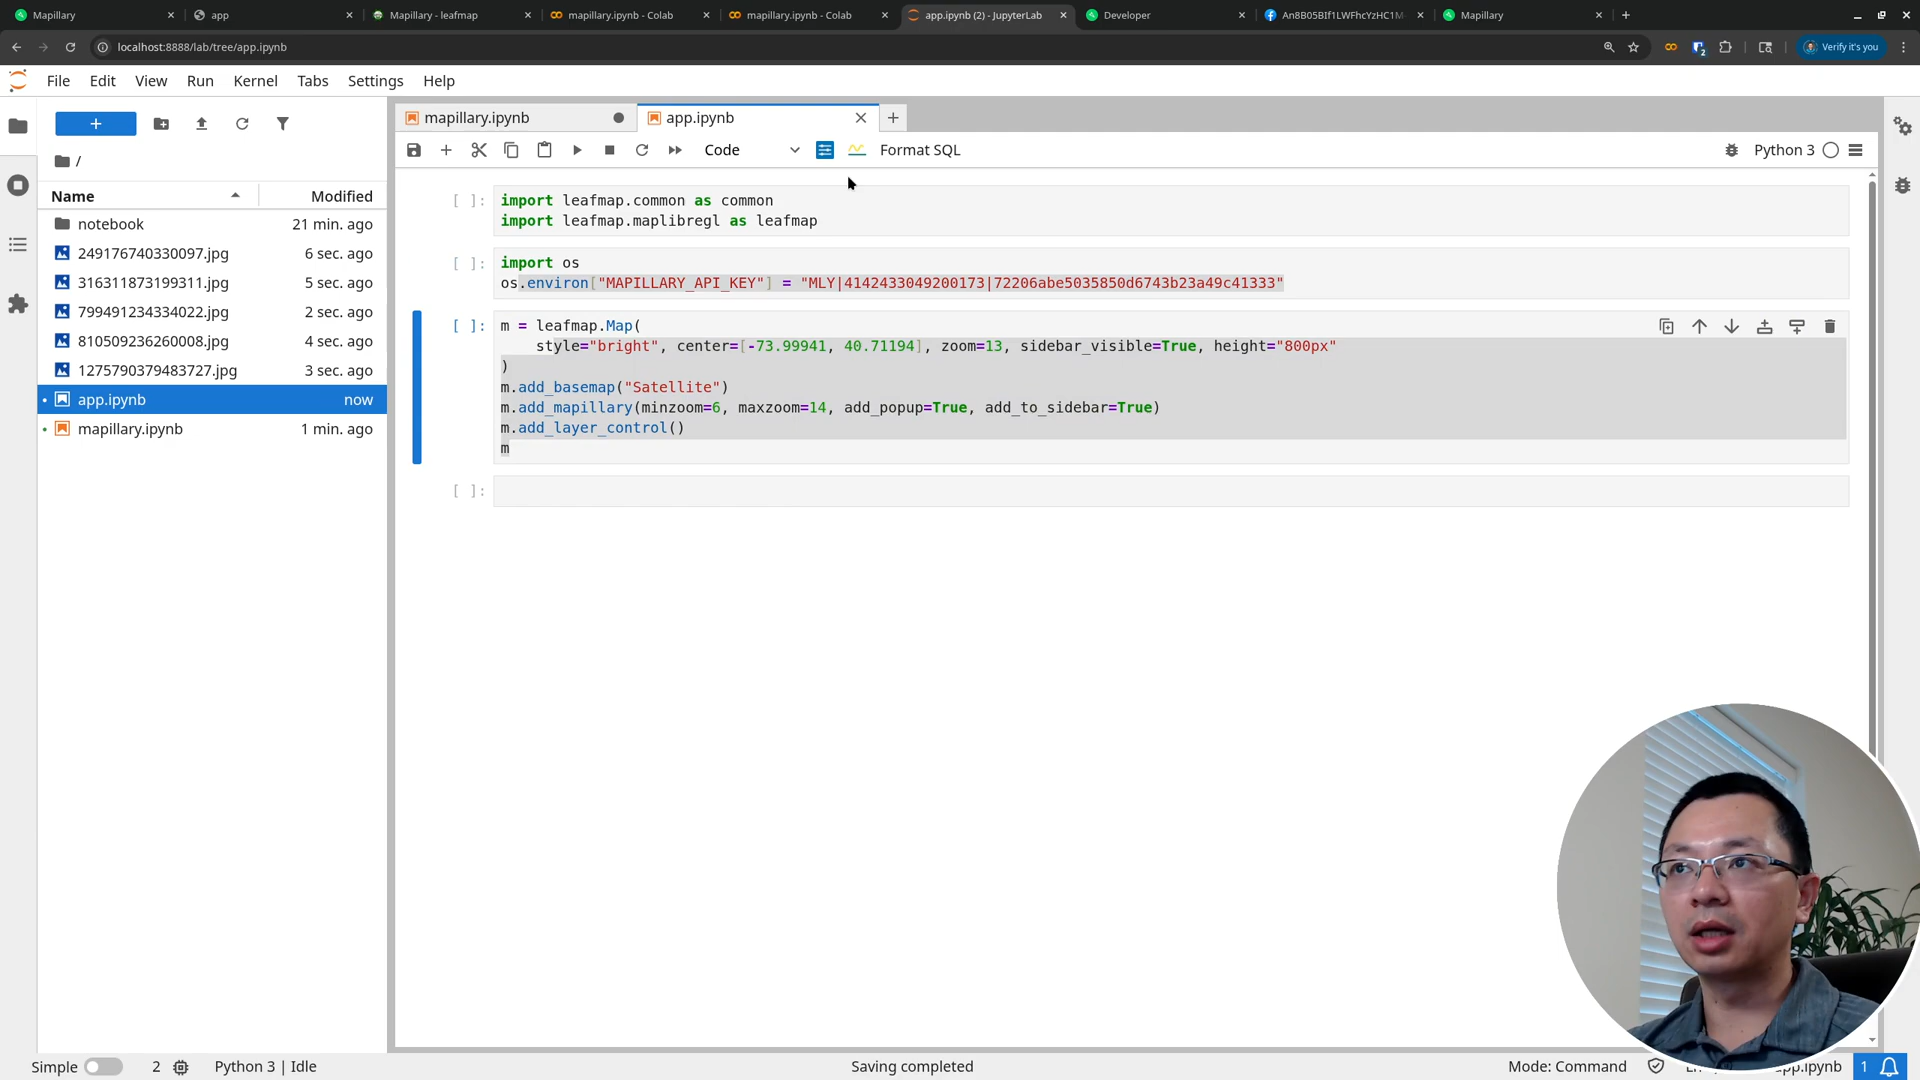 Mapillary
app
Mapillary - leafmap
mapillary.ipynb - Colab
mapillary.ipynb - Colab
app.ipynb (2) - JupyterLab
Developer
An8B05BIf1LWFhcYzHC1M
Mapillary
localhost:8888/lab/tree/app.ipynb
Verify it's you
File Edit View Run Kernel Tabs Settings Help
mapillary.ipynb
app.ipynb
Code
Format SQL
Python 3
/
Name Modified
notebook 21 min. ago
249176740330097.jpg 6 sec. ago
316311873199311.jpg 5 sec. ago
799491234334022.jpg 2 sec. ago
810509236260008.jpg 4 sec. ago
1275790379483727.jpg 3 sec. ago
app.ipynb now
mapillary.ipynb 1 min. ago
[ ]: import leafmap.common as common
import leafmap.maplibregl as leafmap
[ ]: import os
os.environ["MAPILLARY_API_KEY"] = "MLY|4142433049200173|72206abe5035850d6743b23a49c41333"
[ ]: m = leafmap.Map(
style="bright", center=[-73.99941, 40.71194], zoom=13, sidebar_visible=True, height="800px"
)
m.add_basemap("Satellite")
m.add_mapillary(minzoom=6, maxzoom=14, add_popup=True, add_to_sidebar=True)
m.add_layer_control()
m
[ ]:
Simple 2 Python 3 | Idle Saving completed Mode: Command app.ipynb 1